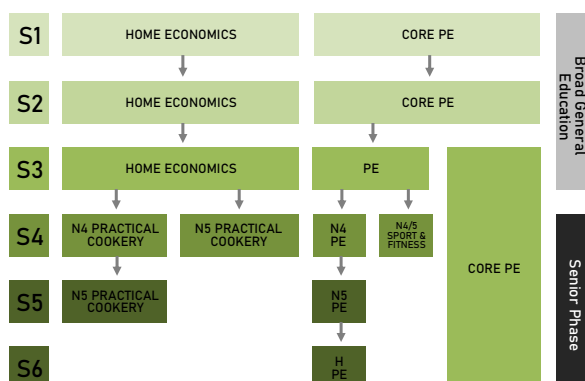 S1
HOME ECONOMICS
CORE PE
S2
HOME ECONOMICS
CORE PE
Broad General
Education
S3
HOME ECONOMICS
PE
S4
N4 PRACTICAL
COOKERY
N5 PRACTICAL
COOKERY
N4
PE
N4/5
SPORT &
FITNESS
CORE PE
S5
N5 PRACTICAL
COOKERY
N5
PE
Senior Phase
S6
H
PE